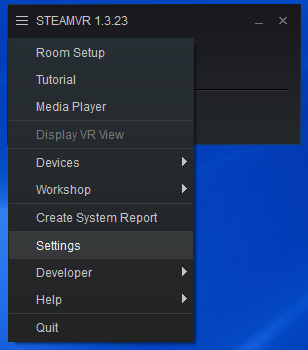 STEAMVR 1.3.23
Room Setup
Tutorial
Media Player
Display VR View
Devices
Workshop
Create System Report
Settings
Developer
Help
Quit